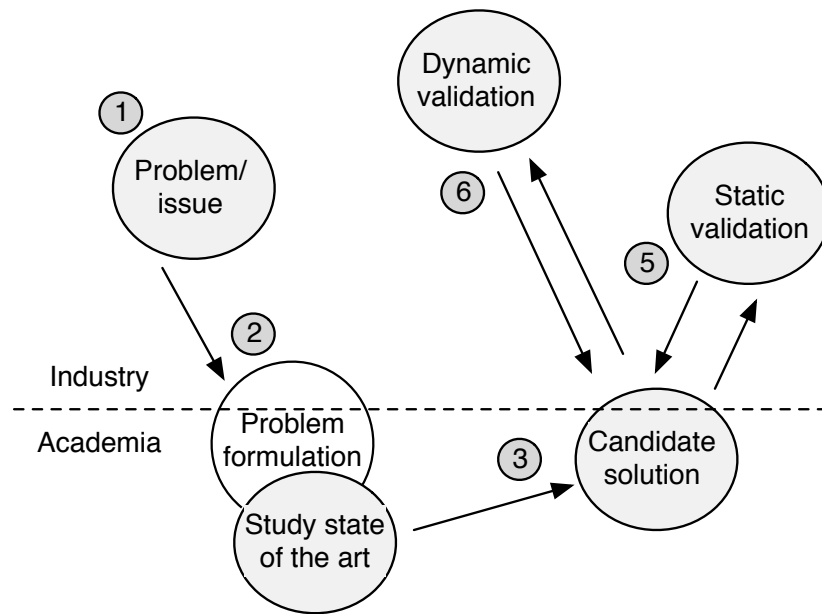 Dynamic
validation
1
Problem/
issue
6
Static
validation
5
2
Industry
Academia
Problem
formulation
3
Candidate
solution
Study state
of the art